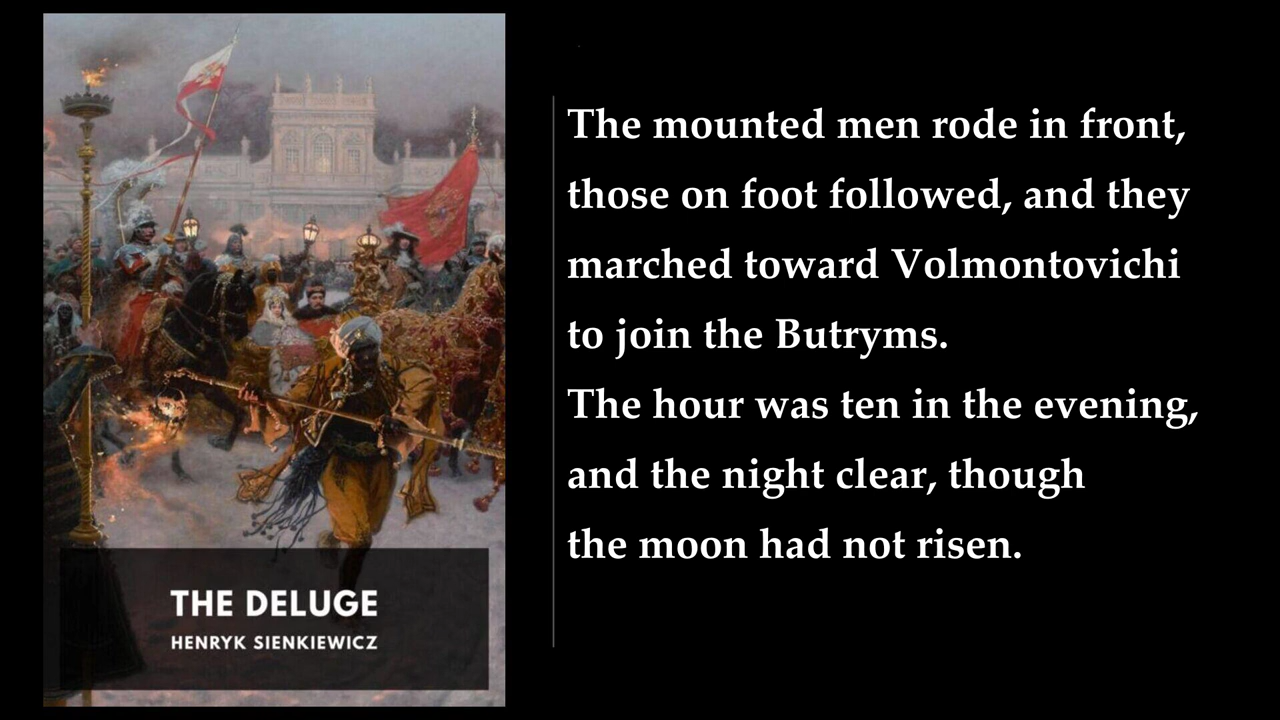 THE DELUGE
HENRYK SIENKIEWICZ
The mounted men rode in front,
those on foot followed, and they
marched toward Volmontovichi
to join the Butryms.
The hour was ten in the evening,
and the night clear, though
the moon had not risen.